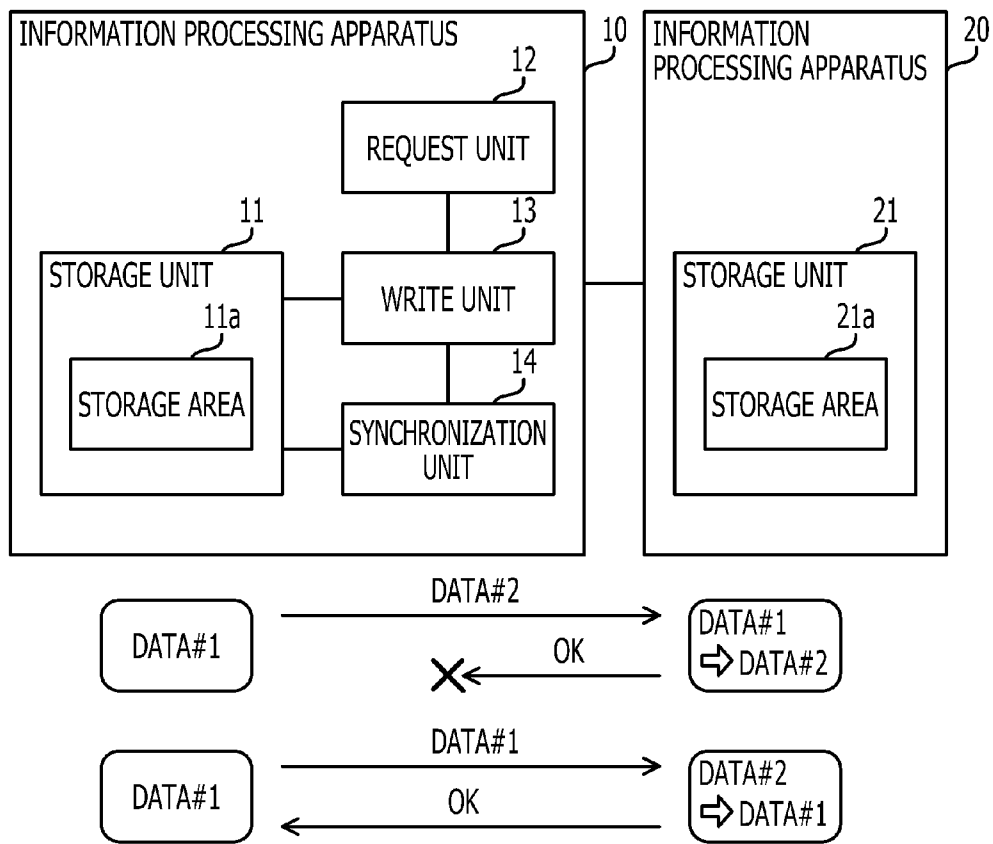 INFORMATION PROCESSING APPARATUS
10
INFORMATION
PROCESSING APPARATUS
20
12
REQUEST UNIT
11
13
21
STORAGE UNIT
WRITE UNIT
STORAGE UNIT
11a
21a
14
STORAGE AREA
SYNCHRONIZATION
UNIT
STORAGE AREA
DATA#1
DATA#2
OK
DATA#1
DATA#2
DATA#1
DATA#1
OK
DATA#2
DATA#1